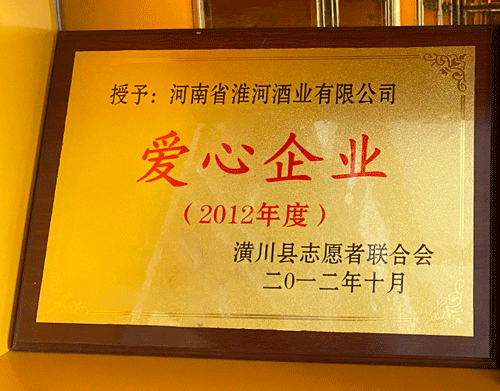 授予：河南省淮河酒业有限公司
爱心企业
（2012年度）
潢川县志愿者联合会
二0一二年十月